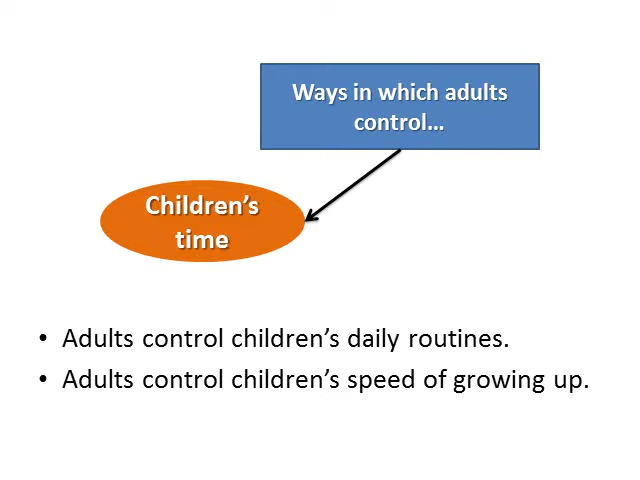 Ways in which adults
control…
Children’s
time
• Adults control children’s daily routines.
• Adults control children’s speed of growing up.